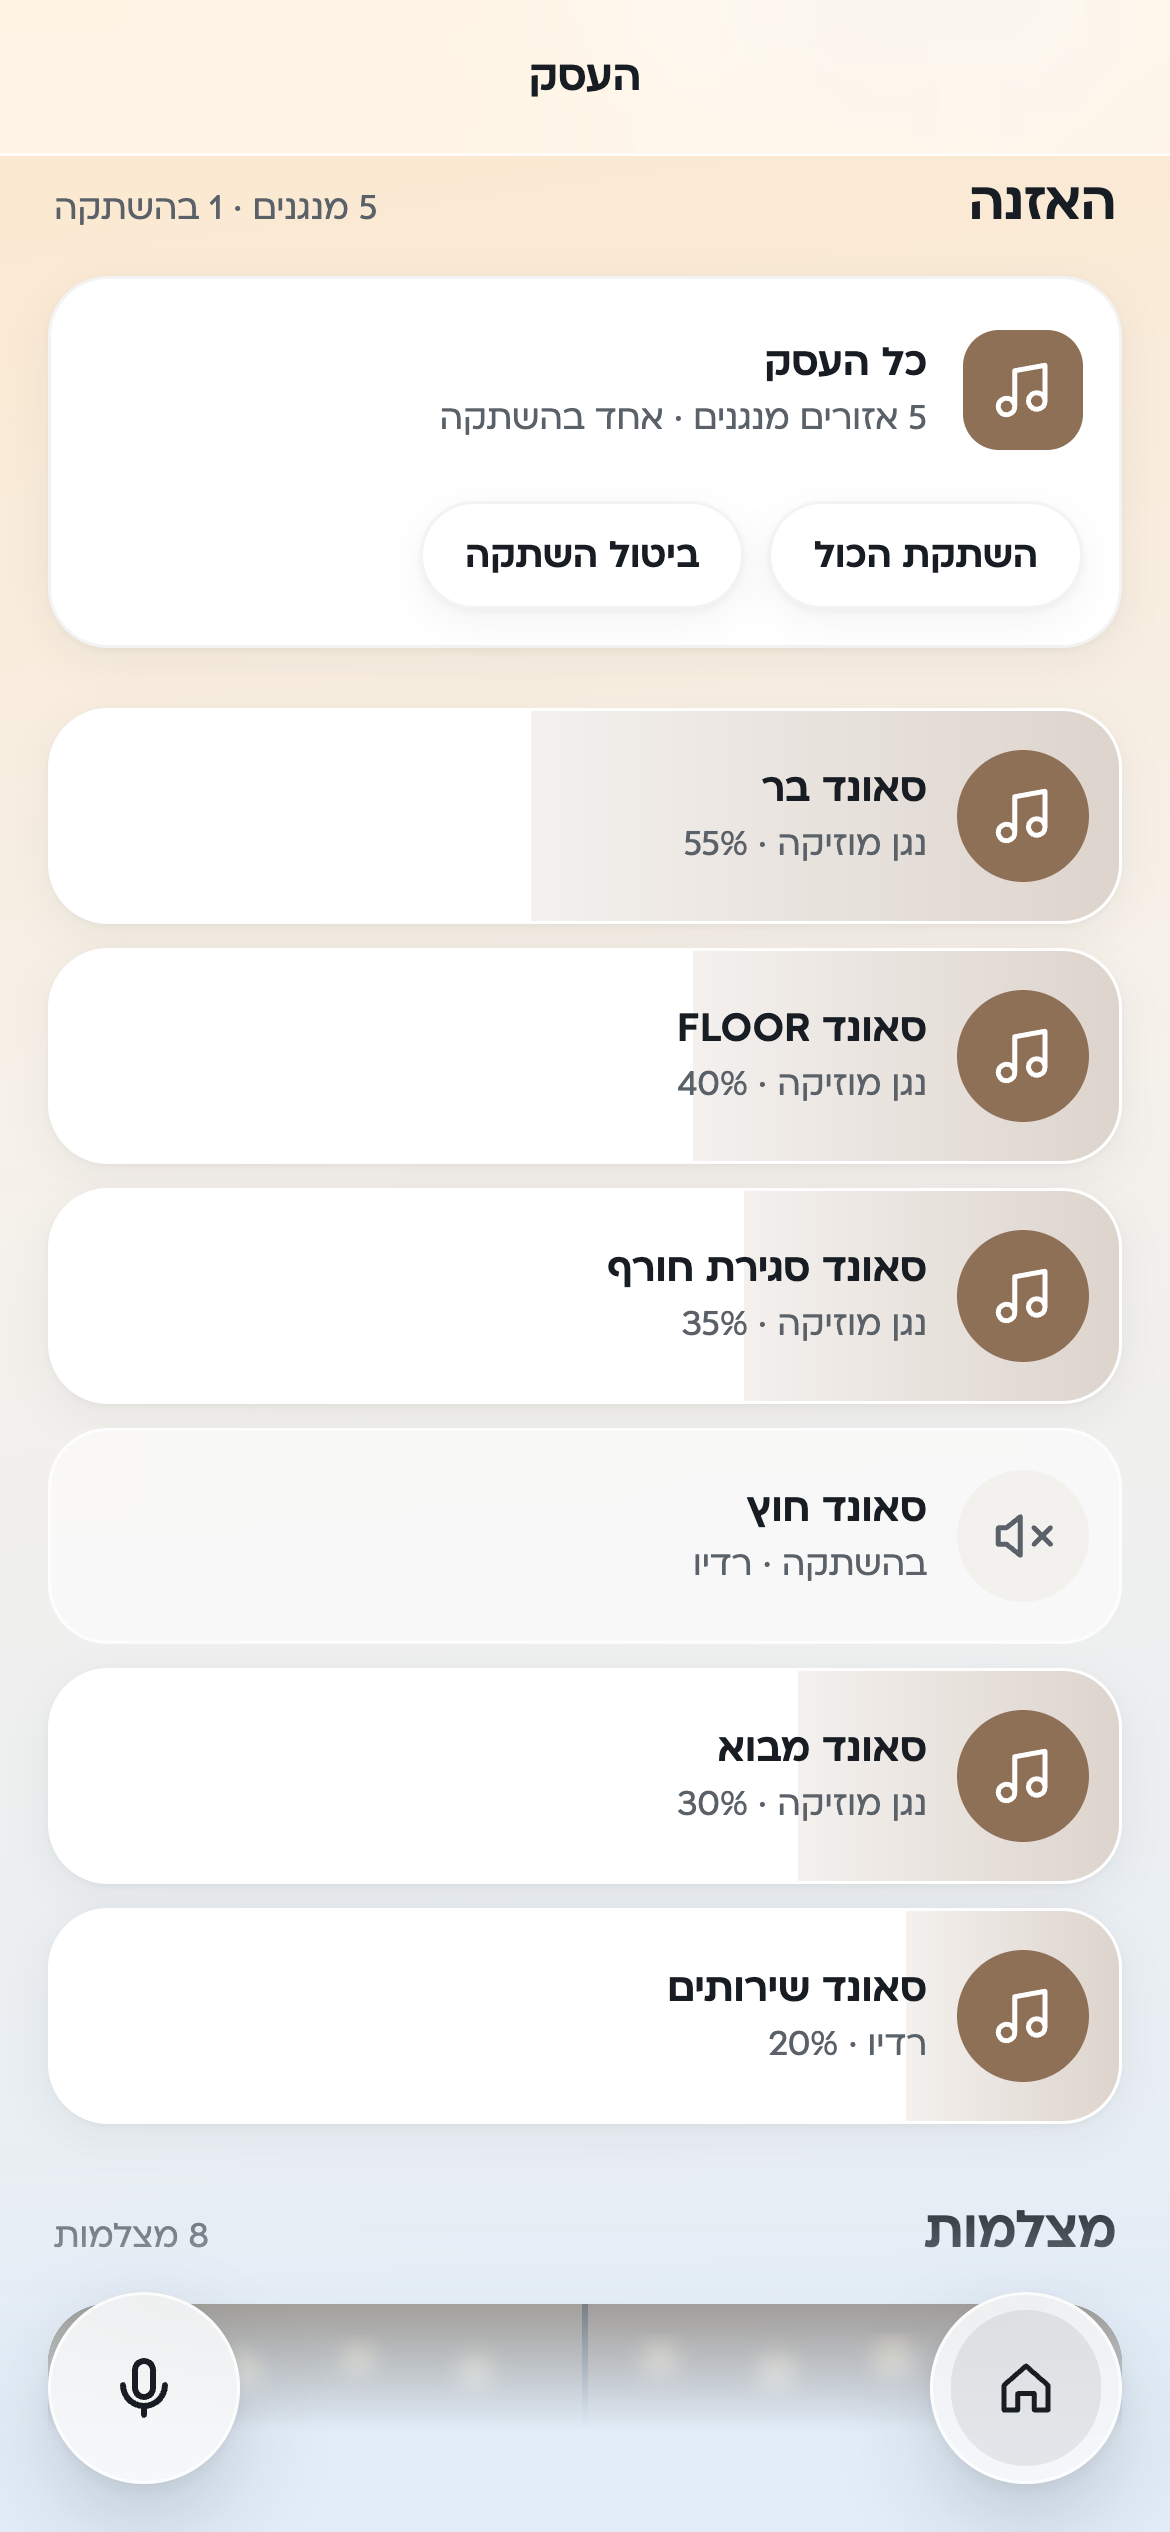 העסק
האזנה
5 מנגנים · 1 בהשתקה
כל העסק
5 אזורים מנגנים · אחד בהשתקה
השתקת הכול
ביטול השתקה
סאונד בר
נגן מוזיקה · 55%
סאונד FLOOR
נגן מוזיקה · 40%
סאונד סגירת חורף
נגן מוזיקה · 35%
סאונד חוץ
בהשתקה · רדיו
סאונד מבוא
נגן מוזיקה · 30%
סאונד שירותים
רדיו · 20%
מצלמות
8 מצלמות